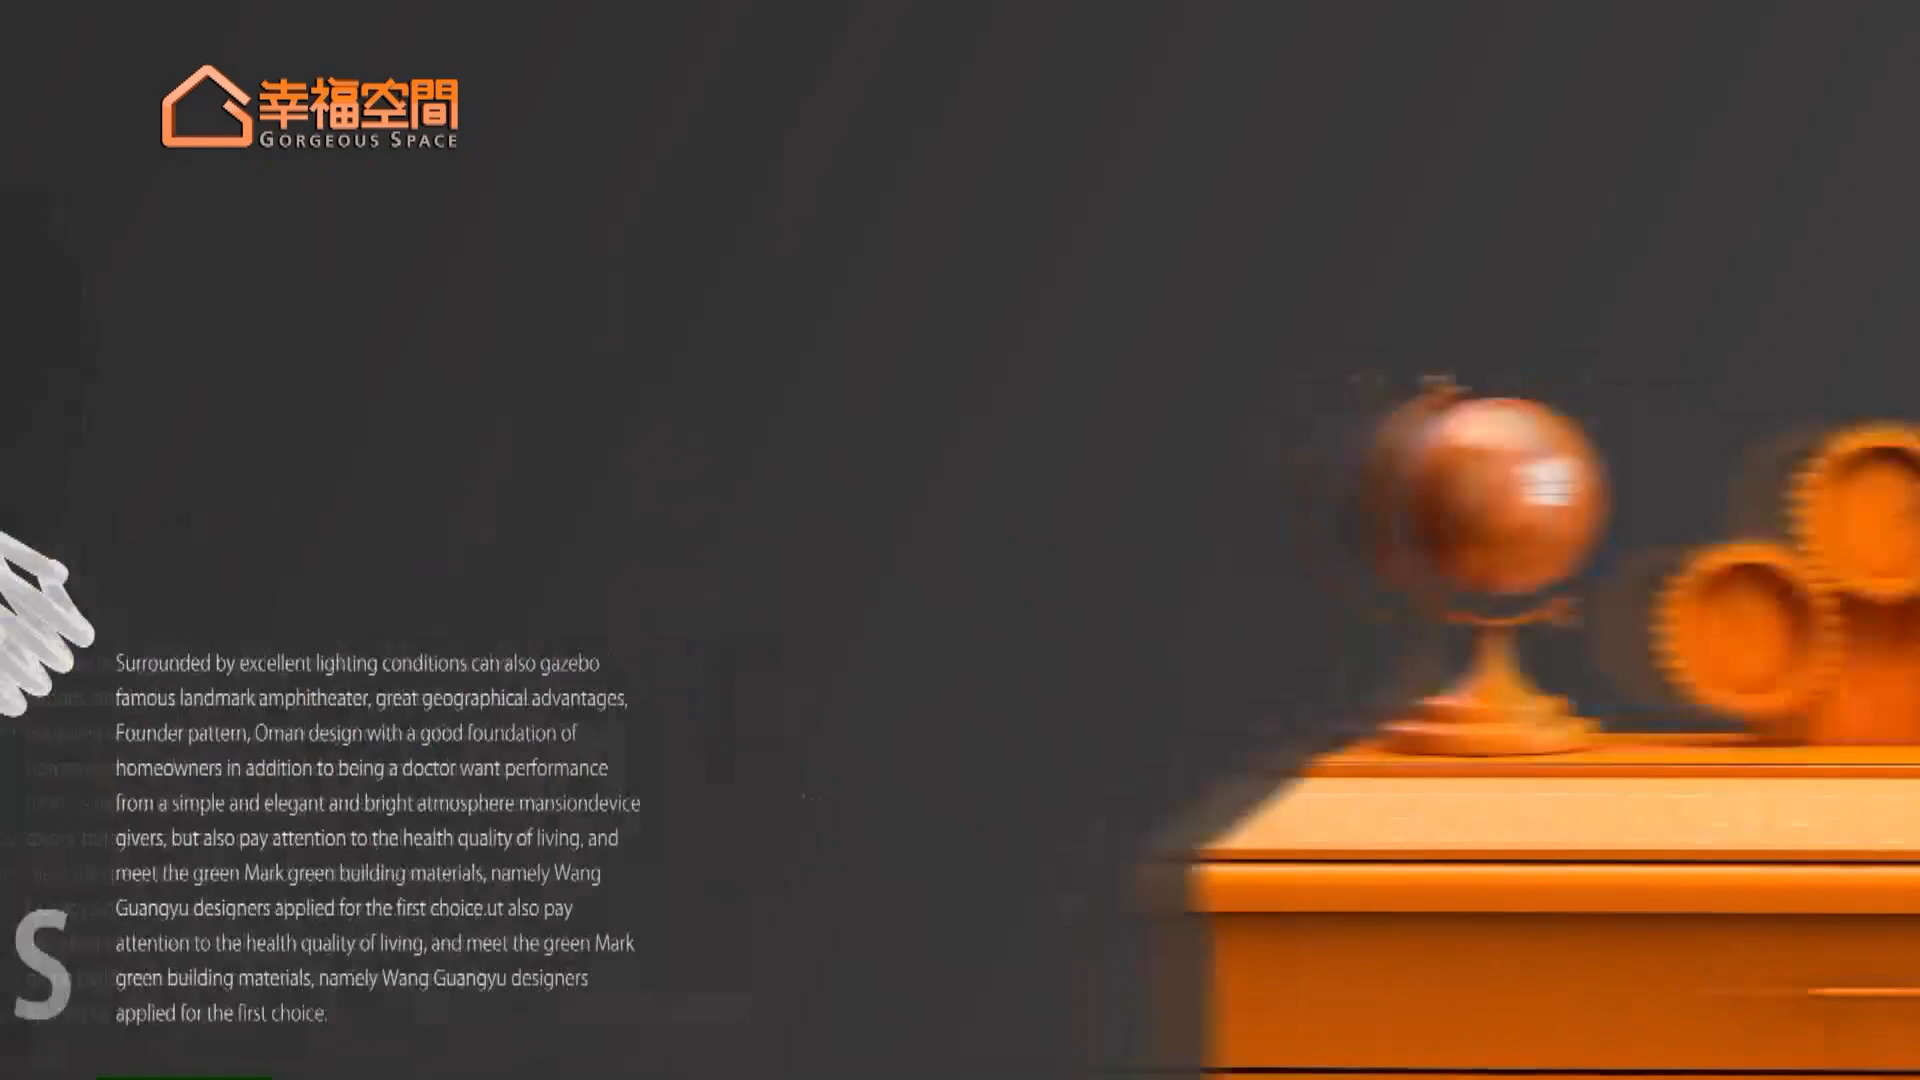 幸福空間
GORGEOUS SPACE
Surrounded by excellent lighting conditions can also gazebo
famous landmark amphitheater, great geographical advantages,
Founder pattern, Oman design with a good foundation of
homeowners in addition to being a doctor want performance
from a simple and elegant and bright atmosphere mansiondevice
givers, but also pay attention to the health quality of living, and
meet the green Mark green building materials, namely Wang
Guangyu designers applied for the first choice.ut also pay
attention to the health quality of living, and meet the green Mark
green building materials, namely Wang Guangyu designers
applied for the first choice.
S